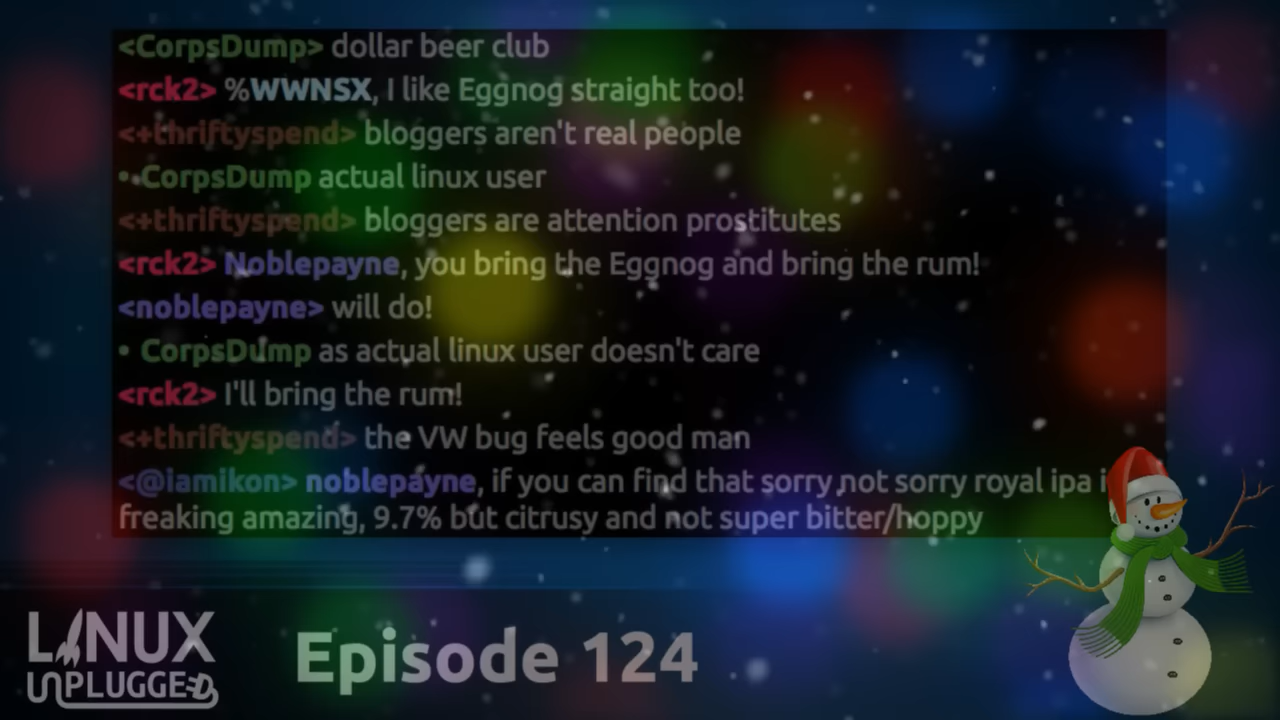 <CorpsDump> dollar beer club
<rck2> %WWNSX, I like Eggnog straight too!
<+thriftyspend> bloggers aren't real people
• CorpsDump actual linux user
<+thriftyspend> bloggers are attention prostitutes
<rck2> Noblepayne, you bring the Eggnog and bring the rum!
<noblepayne> will do!
• CorpsDump as actual linux user doesn't care
<rck2> I'll bring the rum!
<+thriftyspend> the VW bug feels good man
<@iamikon> noblepayne, if you can find that sorry not sorry royal ipa
freaking amazing, 9.7% but citrusy and not super bitter/hoppy
LINUX
UNPLUGGED
Episode 124